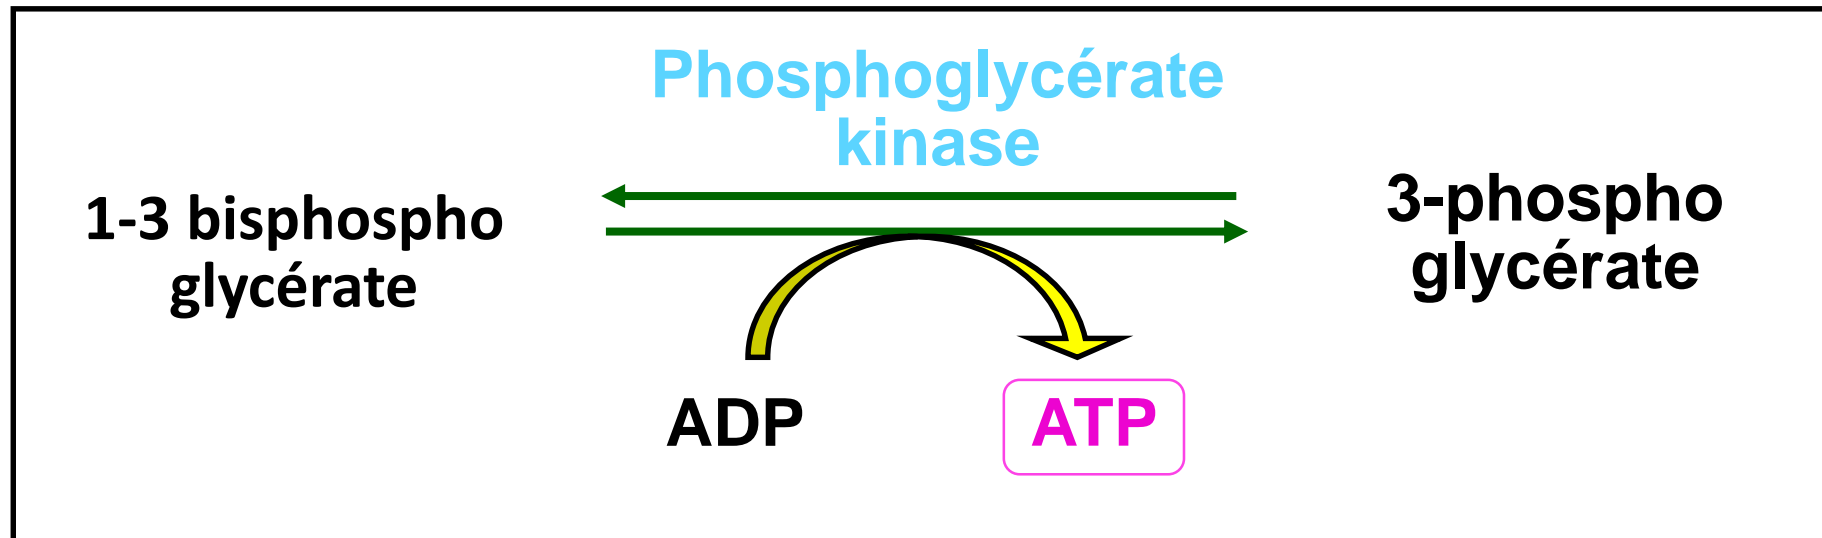 Phosphoglycérate
kinase
1-3 bisphospho
glycérate
3-phospho
glycérate
ADP
ATP